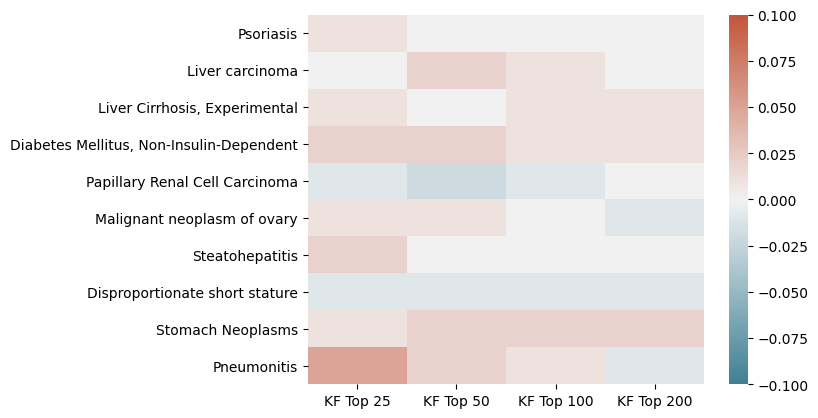 Psoriasis
Liver carcinoma
Liver Cirrhosis, Experimental
Diabetes Mellitus, Non-Insulin-Dependent
Papillary Renal Cell Carcinoma
Malignant neoplasm of ovary
Steatohepatitis
Disproportionate short stature
Stomach Neoplasms
Pneumonitis
KF Top 25 KF Top 50 KF Top 100 KF Top 200
0.100
0.075
0.050
0.025
0.000
−0.025
−0.050
−0.075
−0.100